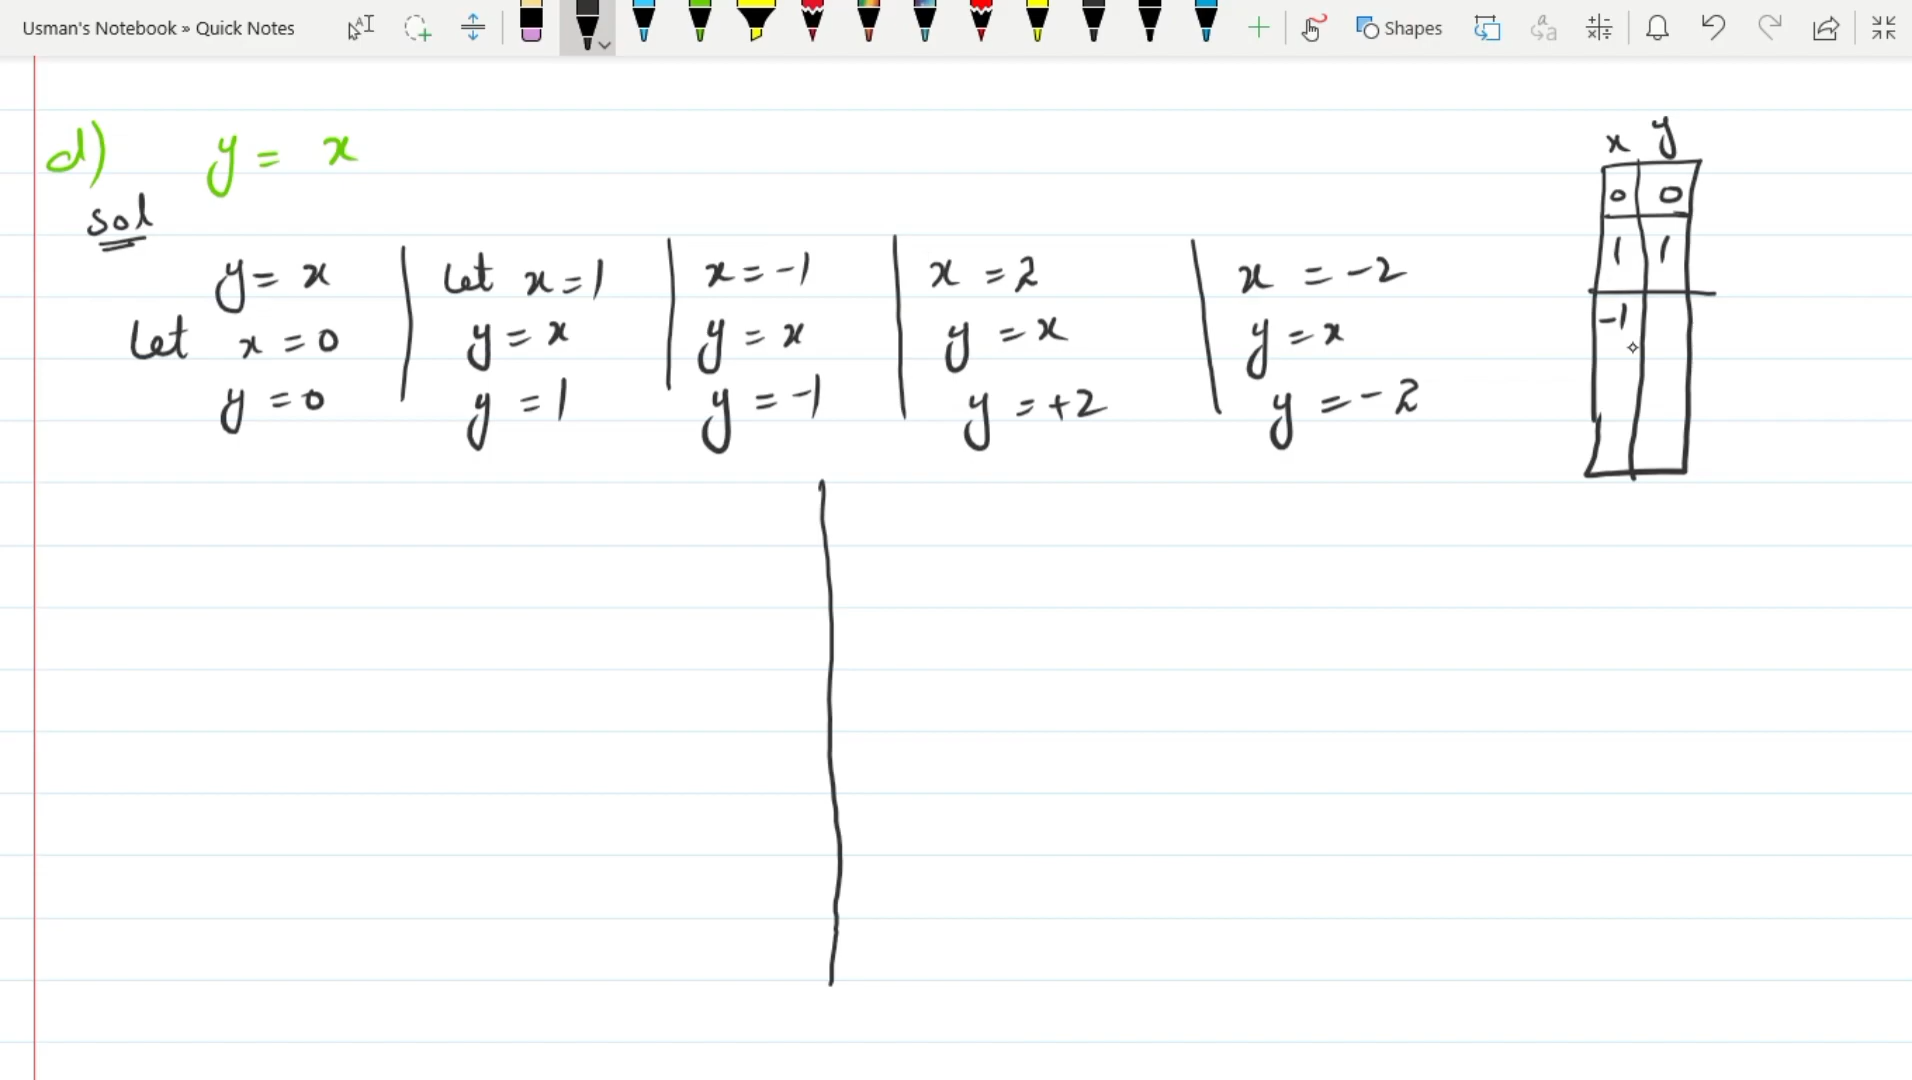 Usman's Notebook » Quick Notes
Shapes
d) y = x
sol
y = x
Let x = 0
y = 0
Let x = 1
y = x
y = 1
x = -1
y = x
y = -1
x = 2
y = x
y = +2
x = -2
y = x
y = -2
x y
0 0
1 1
-1